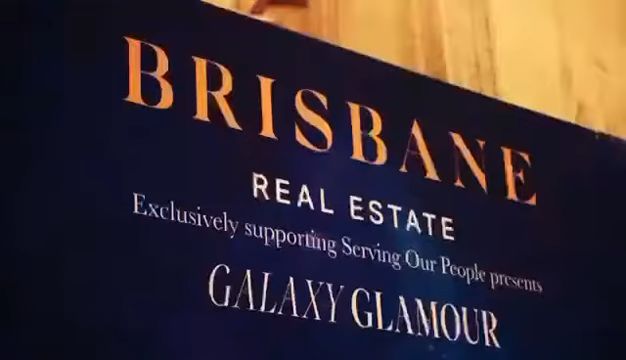 BRISBANE
REAL ESTATE
Exclusively supporting Serving Our People presents
GALAXY GLAMOUR